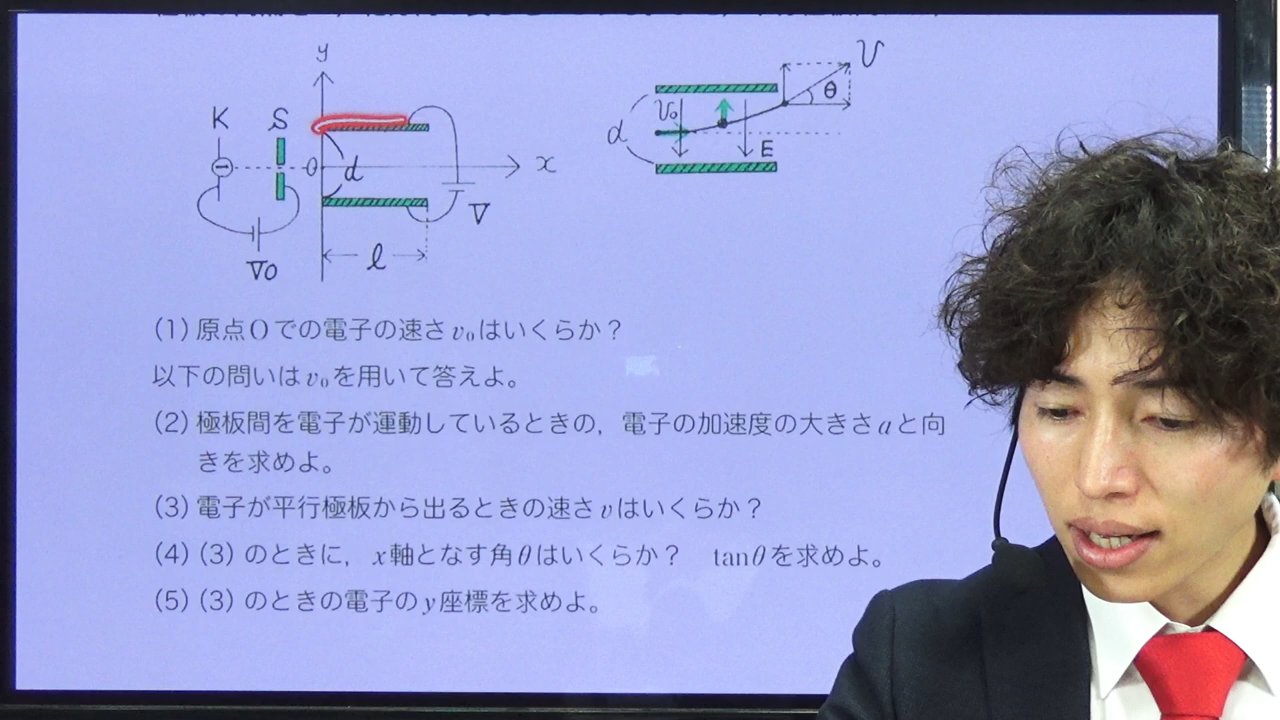 y
K S
O d x
V
l
V0
v
θ
v₀
d E
(1) 原点Oでの電子の速さv₀はいくらか？
以下の問いはv₀を用いて答えよ。
(2) 極板間を電子が運動しているときの，電子の加速度の大きさaと向
きを求めよ。
(3) 電子が平行極板から出るときの速さvはいくらか？
(4) (3) のときに，x軸となす角θはいくらか？ tanθを求めよ。
(5) (3) のときの電子のy座標を求めよ。